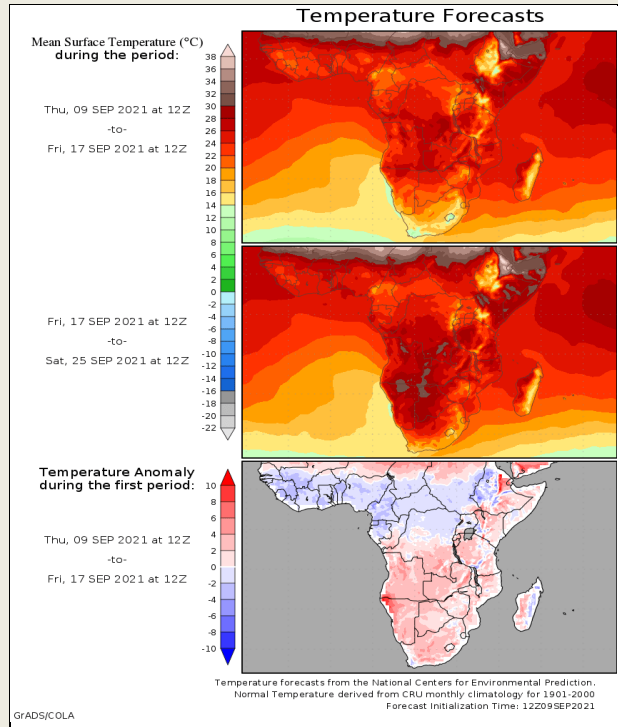 Temperature Forecasts
Mean Surface Temperature (°C)
during the period:
Thu, 09 SEP 2021 at 12Z
-to-
Fri, 17 SEP 2021 at 12Z
38
36
34
32
30
28
26
24
22
20
18
16
14
12
10
8
6
4
2
0
-2
-4
-6
-8
-10
-12
-14
-16
-18
-20
-22
Fri, 17 SEP 2021 at 12Z
-to-
Sat, 25 SEP 2021 at 12Z
Temperature Anomaly
during the first period:
Thu, 09 SEP 2021 at 12Z
-to-
Fri, 17 SEP 2021 at 12Z
10
8
6
4
2
0
-2
-4
-6
-8
-10
Temperature forecasts from the National Centers for Environmental Prediction.
Normal Temperature derived from CRU monthly climatology for 1901-2000
Forecast Initialization Time: 12Z09SEP2021
GrADS/COLA